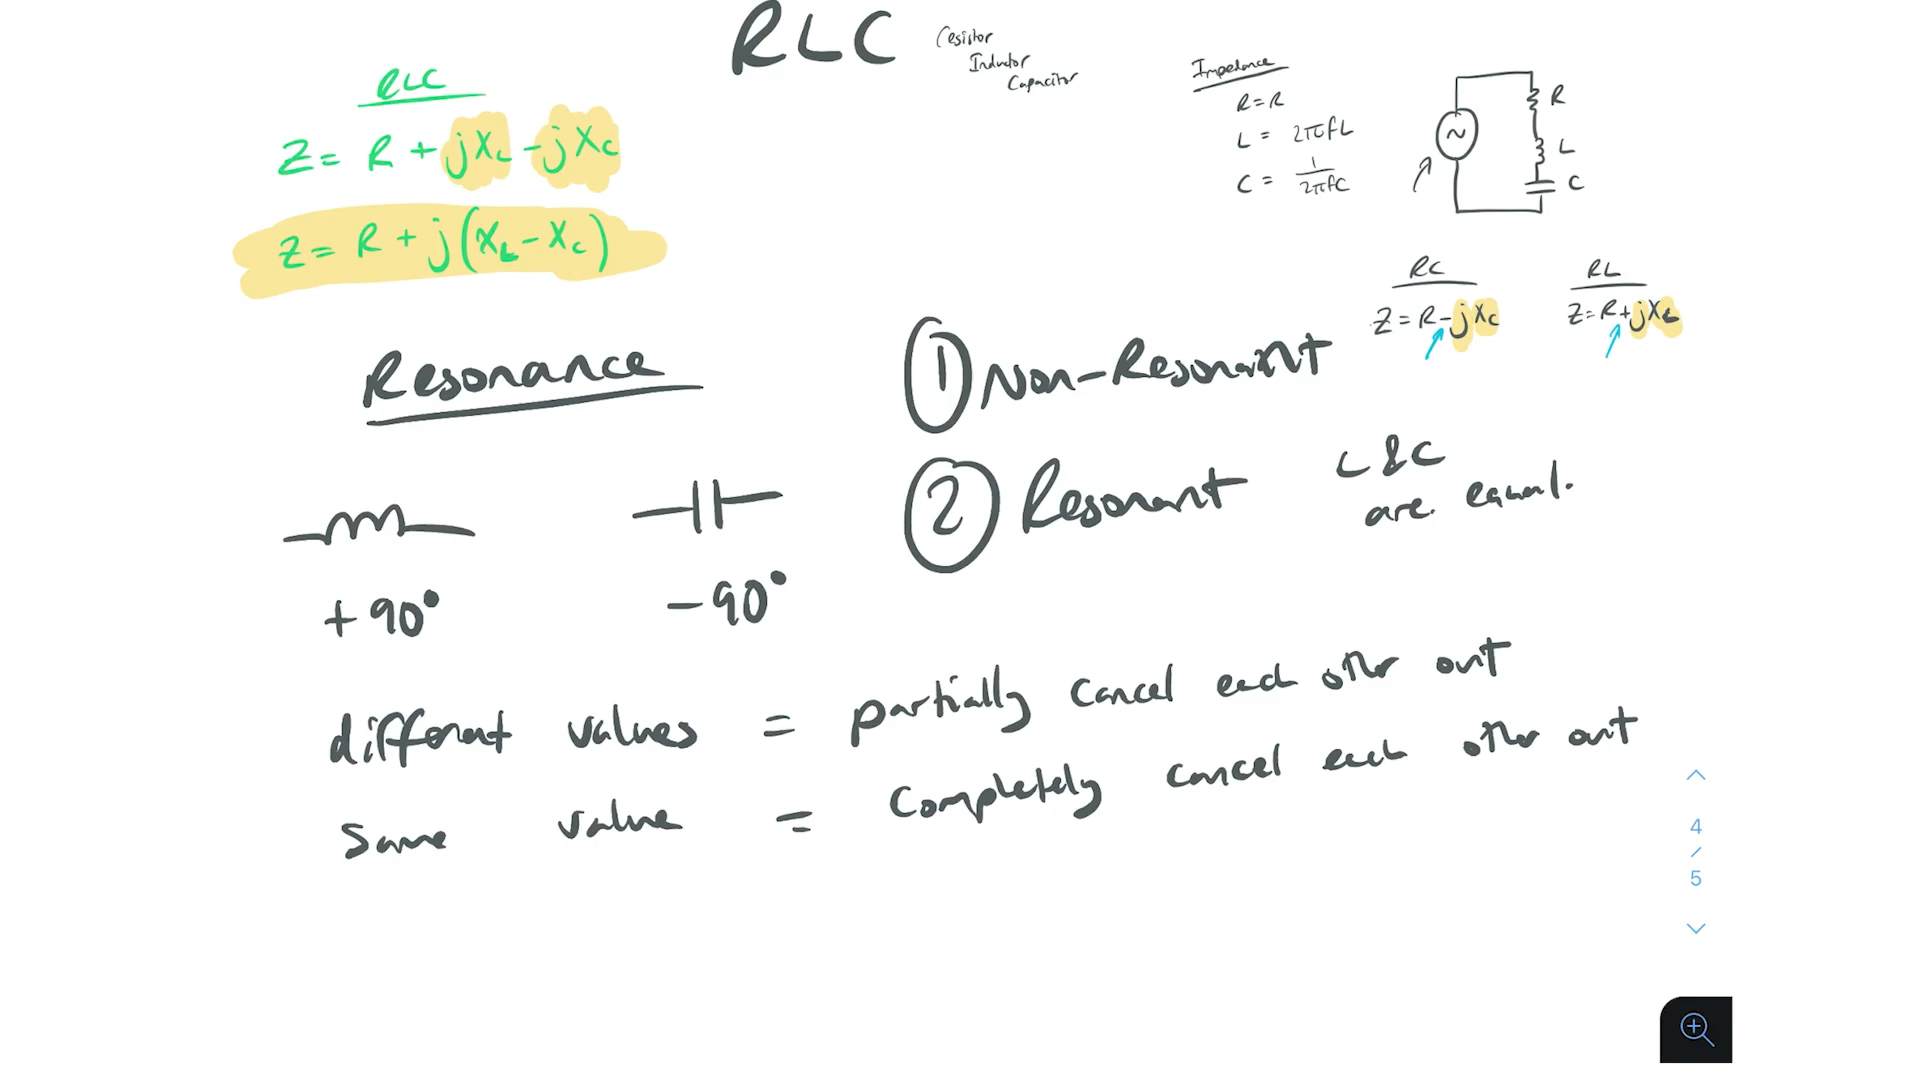 RLC
resistor
Inductor
Capacitor
RLC
Z = R + jXL - jXC
Z = R + j(XL - XC)
Impedance
R = R
L = 2πfL
C = 1/2πfC
R
L
C
RC
Z = R - jXC
RL
Z = R + jXL
Resonance
① Non-Resonant
② Resonant
L & C
are equal.
+90°
-90°
different values = partially cancel each other out
Same value = Completely cancel each other out
4
/
5